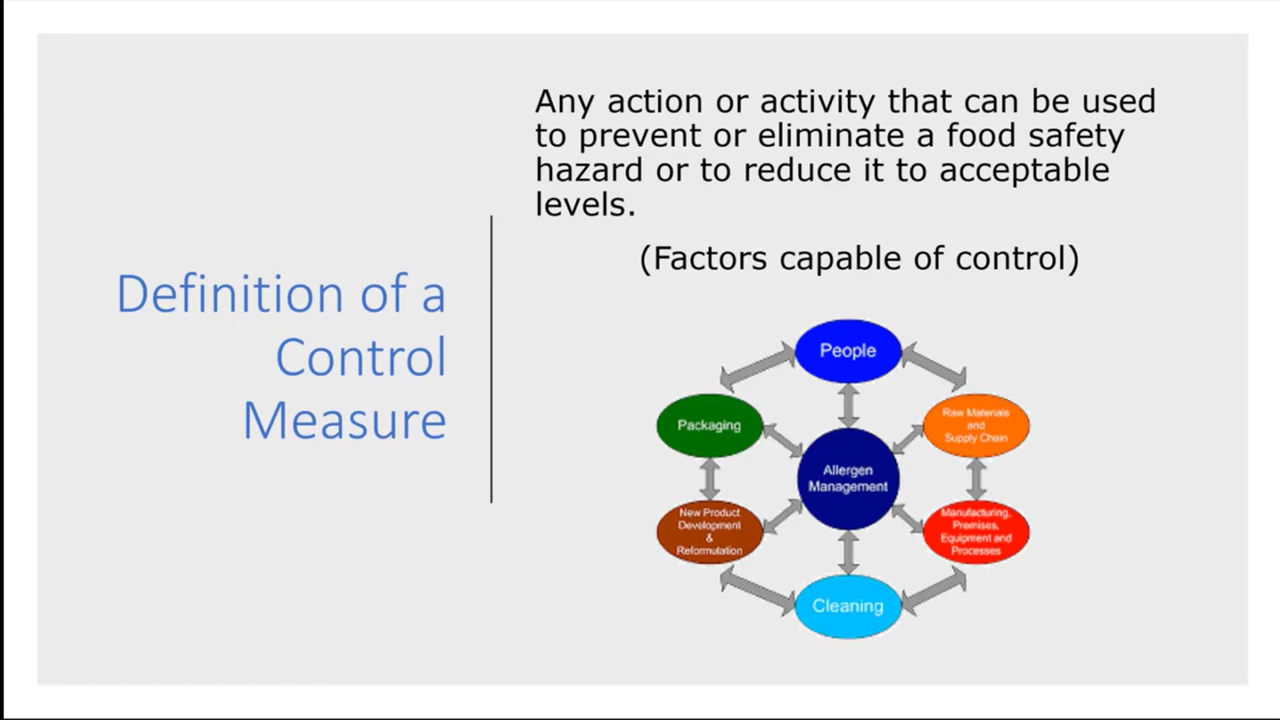 Any action or activity that can be used
to prevent or eliminate a food safety
hazard or to reduce it to acceptable
levels.
(Factors capable of control)
Definition of a
Control
Measure
People
Packaging
Raw Materials
and
Supply Chain
Allergen
Management
New Product
Development
&
Reformulation
Manufacturing,
Premises,
Equipment and
Processes
Cleaning